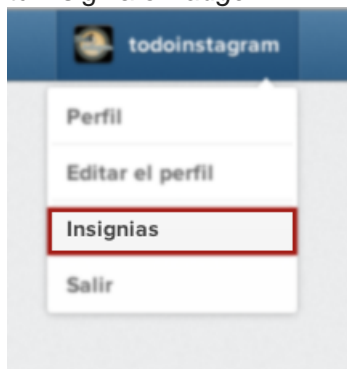 todoinstagram
Perfil
Editar el perfil
Insignias
Salir